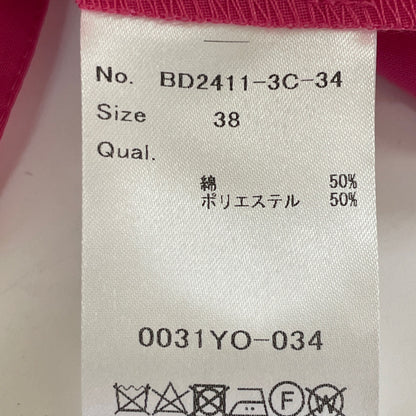 No. BD2411-3C-34
Size 38
Qual.
綿 50%
ポリエステル 50%
0031YO-034
F W